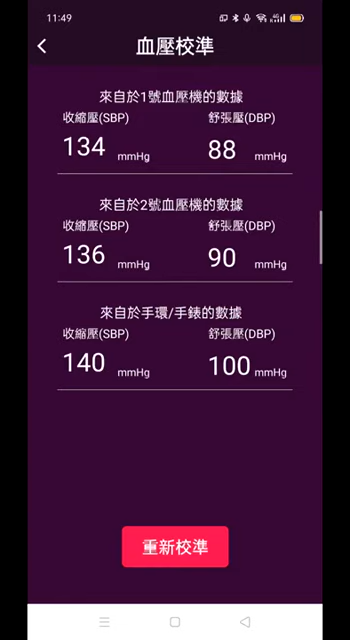 11:49
血壓校準
來自於1號血壓機的數據
收縮壓(SBP) 舒張壓(DBP)
134 mmHg 88 mmHg
來自於2號血壓機的數據
收縮壓(SBP) 舒張壓(DBP)
136 mmHg 90 mmHg
來自於手環/手錶的數據
收縮壓(SBP) 舒張壓(DBP)
140 mmHg 100 mmHg
重新校準